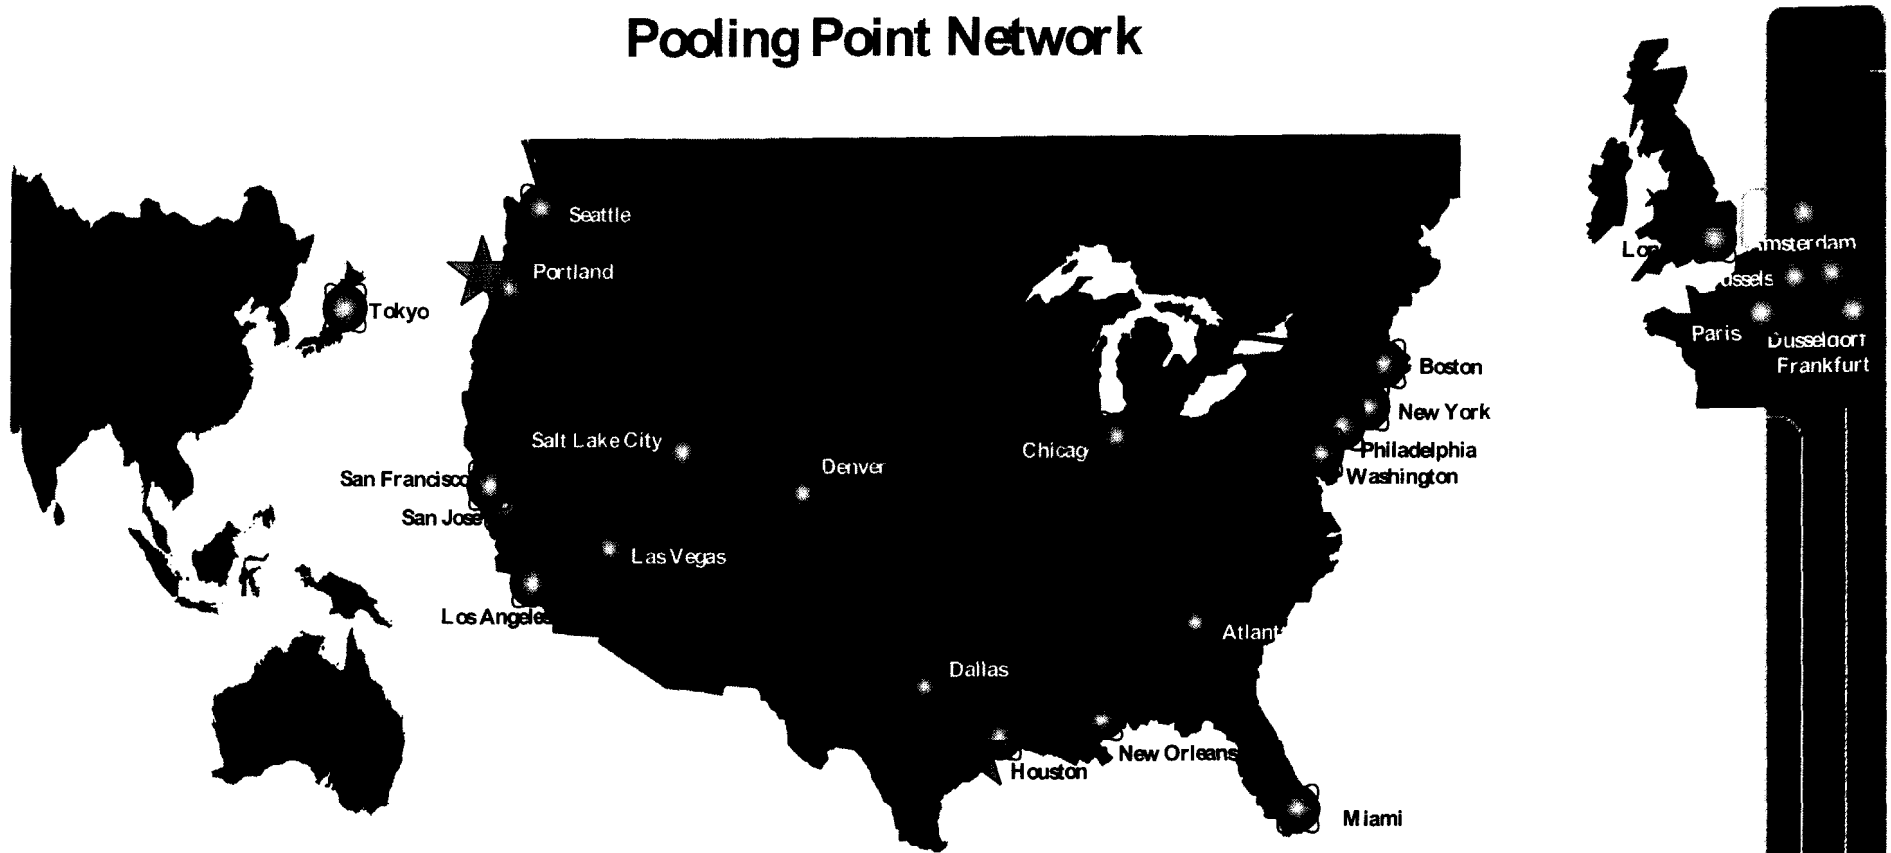 Pooling Point Network
Seattle
Portland
Tokyo
Amsterdam
Paris
Frankfurt
Boston
New York
Philadelphia
Washington
Salt Lake City
Denver
Chicag
San Francisco
San Jose
Las Vegas
Los Angeles
Atlant
Dallas
New Orleans
Houston
Miami